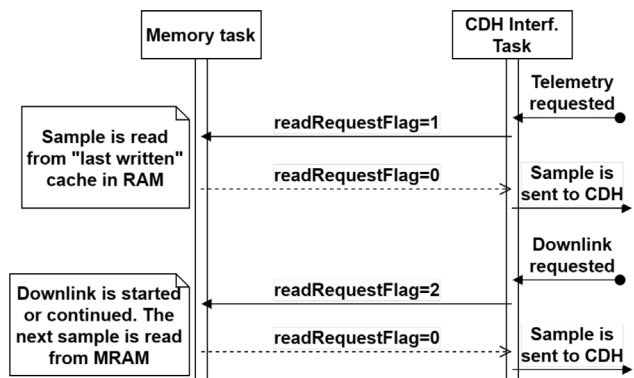 Memory task
CDH Interf.
Task
Telemetry
requested
readRequestFlag=1
Sample is read
from "last written"
cache in RAM
readRequestFlag=0
Sample is
sent to CDH
Downlink
requested
readRequestFlag=2
Downlink is started
or continued. The
next sample is read
from MRAM
readRequestFlag=0
Sample is
sent to CDH